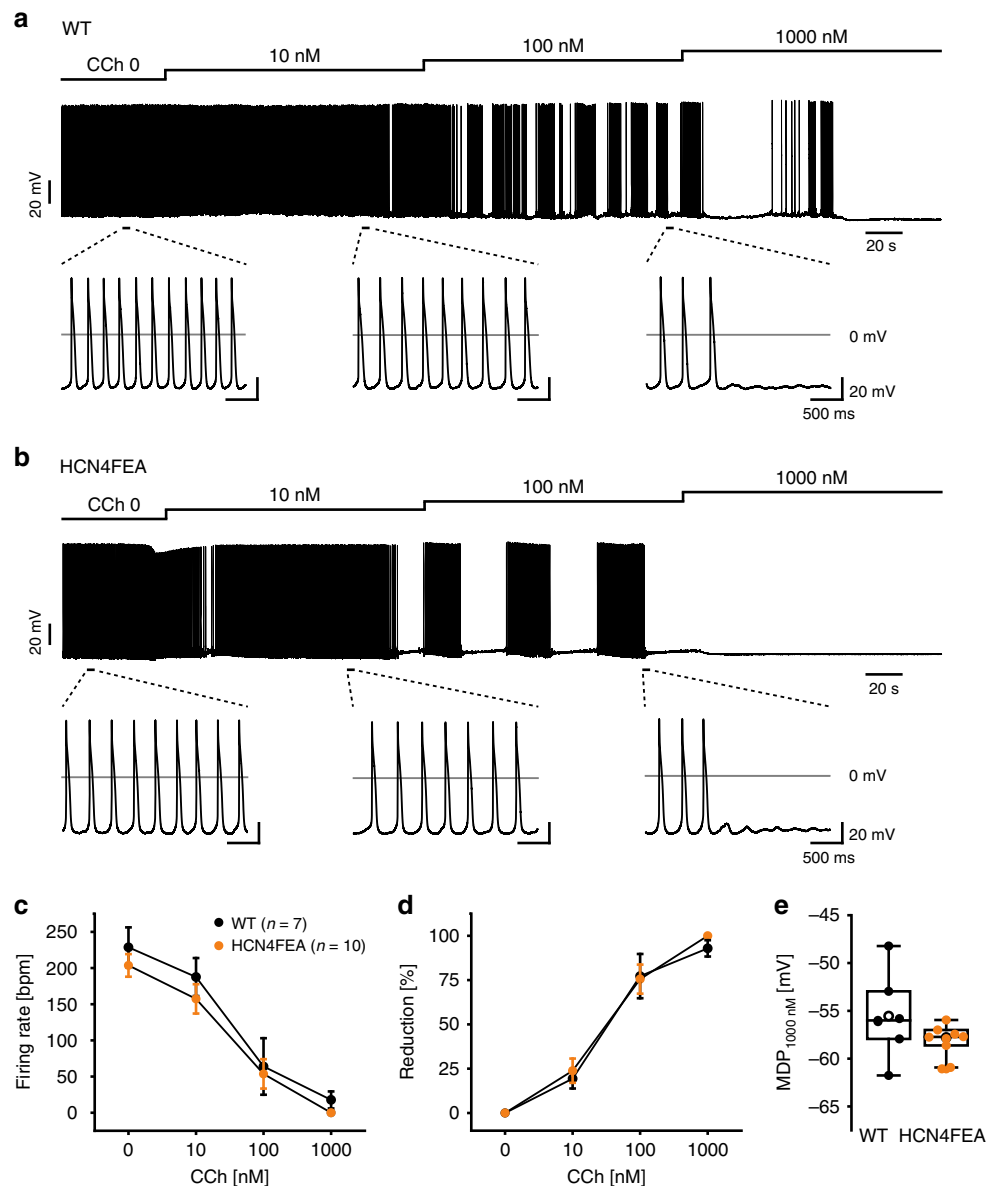 a
WT
CCh 0 10 nM 100 nM 1000 nM
20 mV
20 s
0 mV
20 mV
500 ms
b
HCN4FEA
CCh 0 10 nM 100 nM 1000 nM
20 mV
20 s
0 mV
20 mV
500 ms
c
WT (n = 7)
HCN4FEA (n = 10)
Firing rate [bpm]
250
200
150
100
50
0
0 10 100 1000
CCh [nM]
d
Reduction [%]
100
75
50
25
0
0 10 100 1000
CCh [nM]
e
MDP1000 nM [mV]
−45
−50
−55
−60
−65
WT HCN4FEA